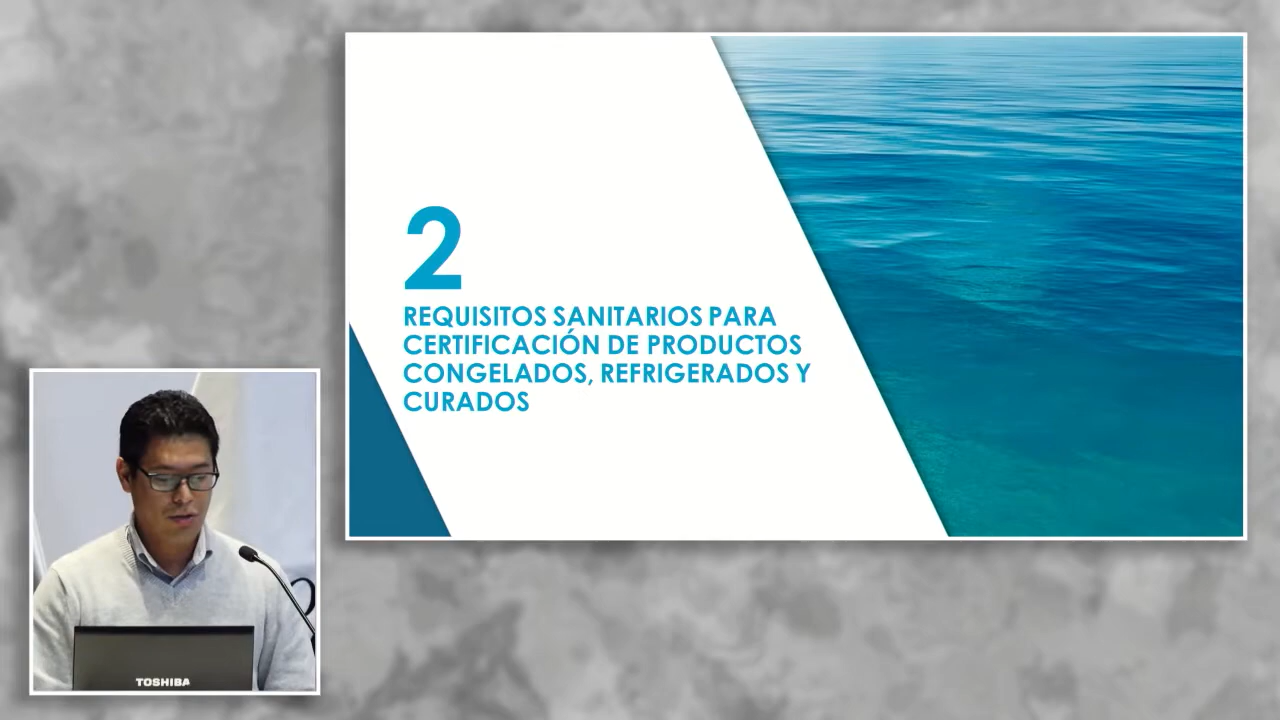 2
REQUISITOS SANITARIOS PARA
CERTIFICACIÓN DE PRODUCTOS
CONGELADOS, REFRIGERADOS Y
CURADOS
TOSHIBA